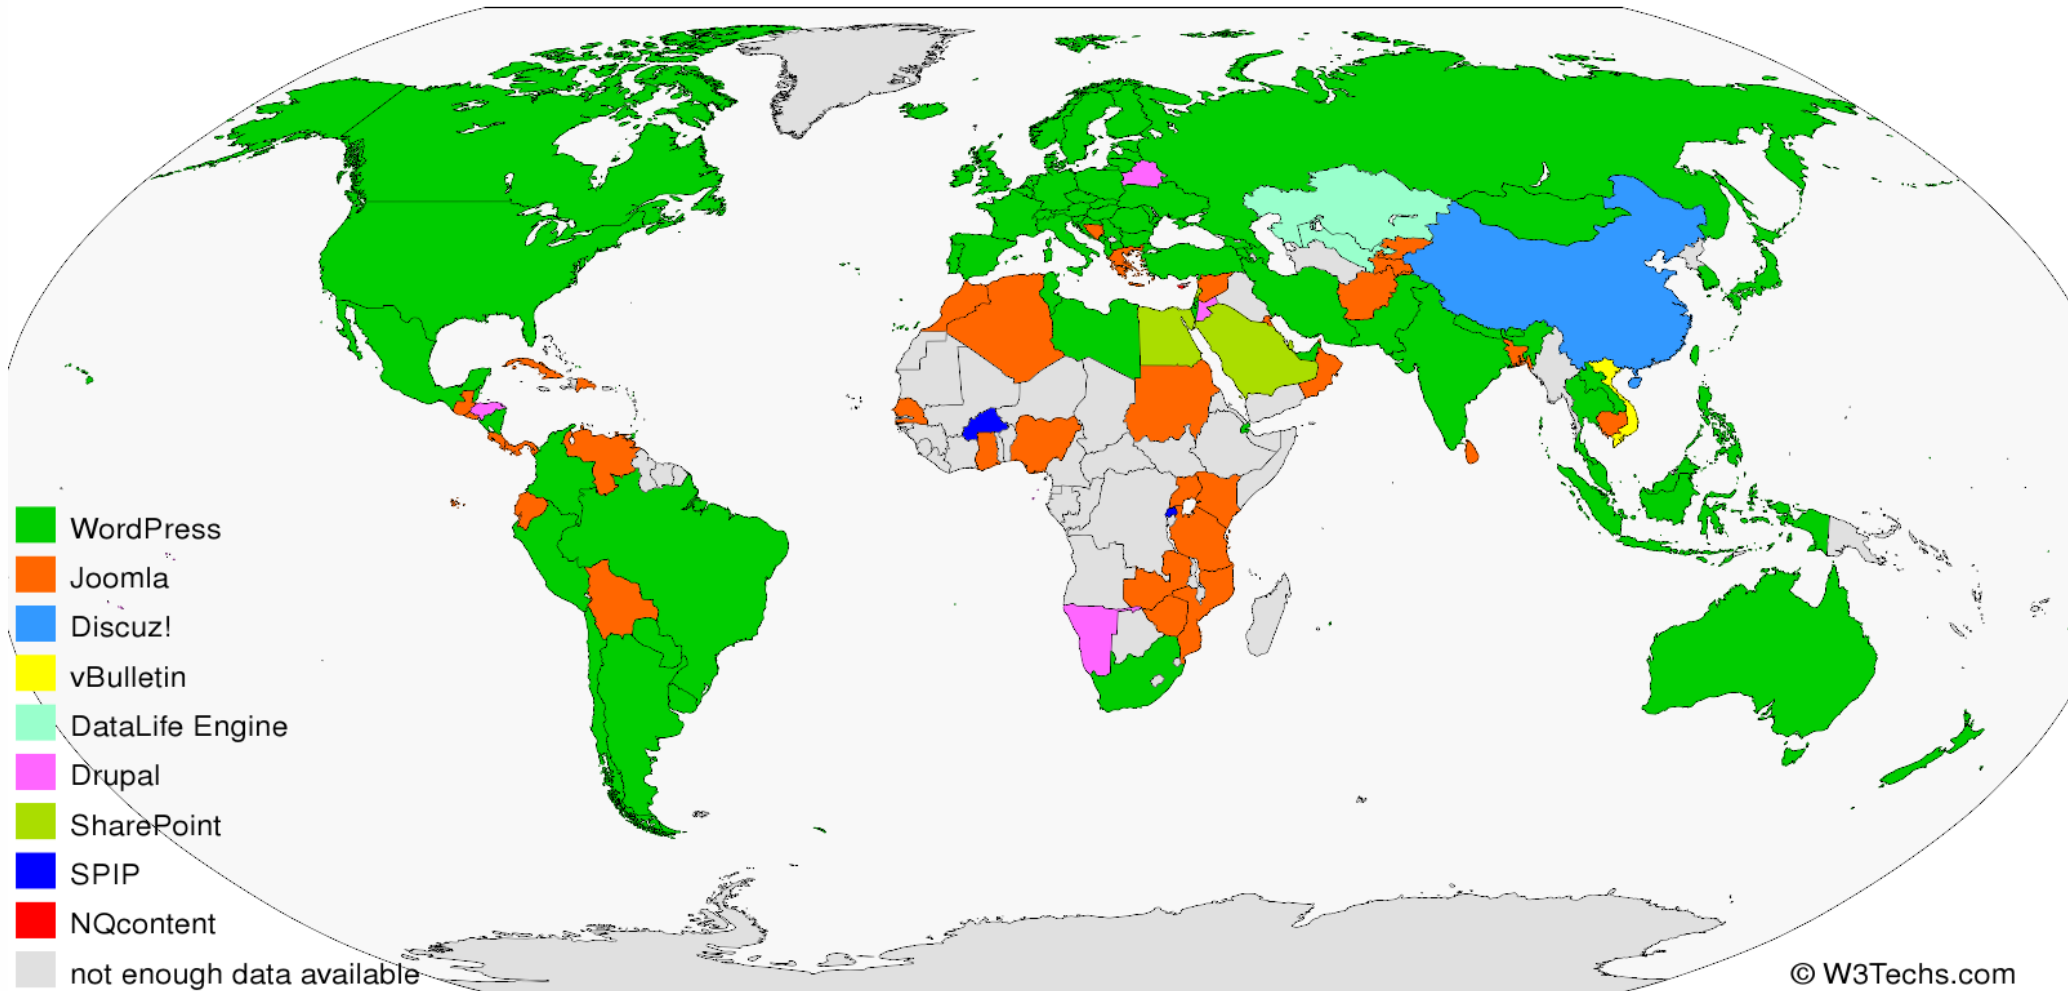 WordPress
Joomla
Discuz!
vBulletin
DataLife Engine
Drupal
SharePoint
SPIP
NQcontent
not enough data available
© W3Techs.com